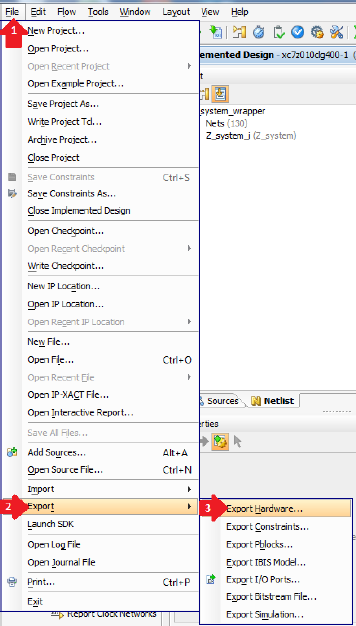 File Edit Flow Tools Window Layout View Help
1
New Project...
Open Project...
Open Recent Project
Open Example Project...
Save Project As...
Write Project Tcl...
Archive Project...
Close Project
Save Constraints Ctrl+S
Save Constraints As...
Close Implemented Design
Open Checkpoint...
Open Recent Checkpoint
Write Checkpoint...
New IP Location...
Open IP Location...
Open Recent IP Location
New File...
Open File... Ctrl+O
Open Recent File
Open IP-XACT File...
Open Interactive Report...
Save All Files...
Add Sources... Alt+A
Open Source File... Ctrl+N
Import
2 Export
Launch SDK
Open Log File
Open Journal File
Print... Ctrl+P
Exit
Report Clock Networks
emented Design - xc7z010clg400-1
system_wrapper
Nets (130)
Z_system_i (Z_system)
Sources Netlist
erties
3 Export Hardware...
Export Constraints...
Export Pblocks...
Export IBIS Model...
Export I/O Ports...
Export Bitstream File...
Export Simulation...